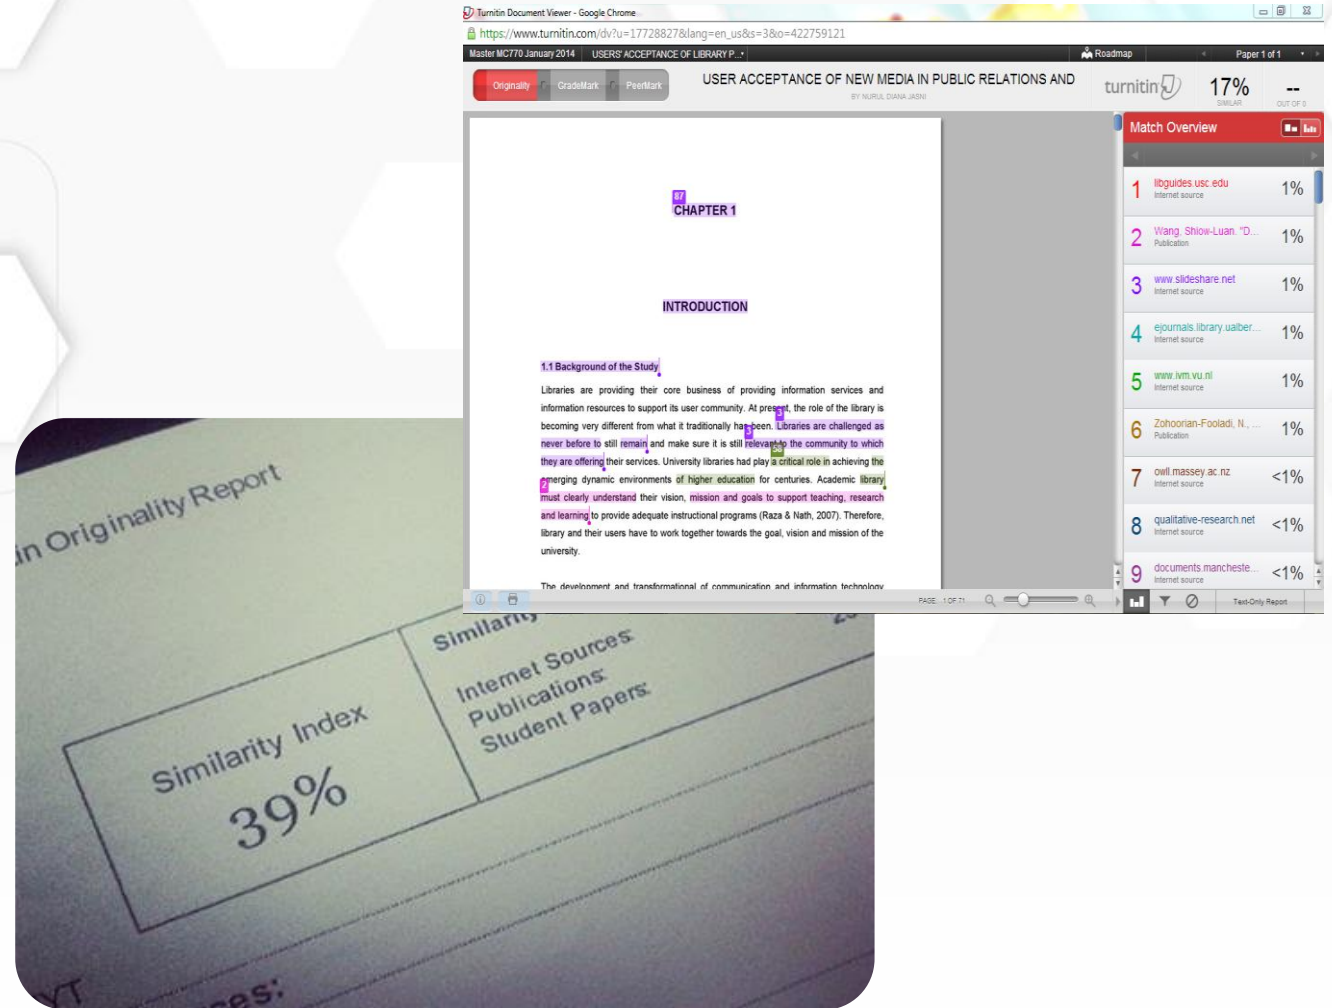 Turnitin Document Viewer - Google Chrome
https://www.turnitin.com/dv?u=17728827&lang=en_us&s=3&o=422759121
Master MC770 January 2014 USERS' ACCEPTANCE OF LIBRARY P... Roadmap Paper 1 of 1
Originality GradeMark PeerMark
USER ACCEPTANCE OF NEW MEDIA IN PUBLIC RELATIONS AND
BY NURUL DIANA JASNI
turnitin
17%
SIMILAR
--
OUT OF 0
87
CHAPTER 1
INTRODUCTION
1.1 Background of the Study
Libraries are providing their core business of providing information services and
information resources to support its user community. At present, the role of the library is
3
becoming very different from what it traditionally has been. Libraries are challenged as
3
never before to still remain and make sure it is still relevant to the community to which
58
they are offering their services. University libraries had play a critical role in achieving the
emerging dynamic environments of higher education for centuries. Academic library
2
must clearly understand their vision, mission and goals to support teaching, research
and learning to provide adequate instructional programs (Raza & Nath, 2007). Therefore,
library and their users have to work together towards the goal, vision and mission of the
university.
The development and transformational of communication and information technology
Match Overview
1 libguides.usc.edu 1%
Internet source
2 Wang, Shiow-Luan. "D... 1%
Publication
3 www.slideshare.net 1%
Internet source
4 ejournals.library.ualber... 1%
Internet source
5 www.ivm.vu.nl 1%
Internet source
6 Zohoorian-Fooladi, N., ... 1%
Publication
7 owll.massey.ac.nz <1%
Internet source
8 qualitative-research.net <1%
Internet source
9 documents.mancheste... <1%
Internet source
PAGE: 1 OF 71
Text-Only Report
in Originality Report
Similarity Index
39%
Similarity
Internet Sources:
Publications:
Student Papers: